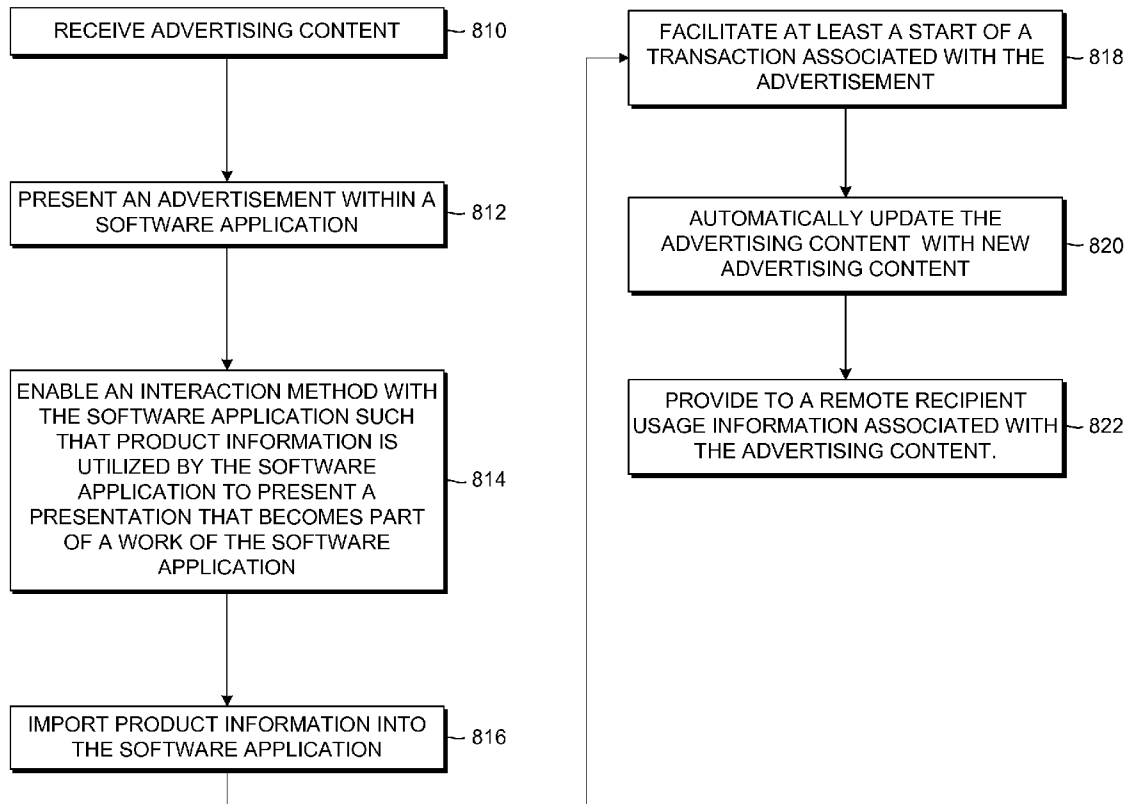 RECEIVE ADVERTISING CONTENT
810
PRESENT AN ADVERTISEMENT WITHIN A
SOFTWARE APPLICATION
812
ENABLE AN INTERACTION METHOD WITH
THE SOFTWARE APPLICATION SUCH
THAT PRODUCT INFORMATION IS
UTILIZED BY THE SOFTWARE
APPLICATION TO PRESENT A
PRESENTATION THAT BECOMES PART
OF A WORK OF THE SOFTWARE
APPLICATION
814
IMPORT PRODUCT INFORMATION INTO
THE SOFTWARE APPLICATION
816
FACILITATE AT LEAST A START OF A
TRANSACTION ASSOCIATED WITH THE
ADVERTISEMENT
818
AUTOMATICALLY UPDATE THE
ADVERTISING CONTENT WITH NEW
ADVERTISING CONTENT
820
PROVIDE TO A REMOTE RECIPIENT
USAGE INFORMATION ASSOCIATED WITH
THE ADVERTISING CONTENT.
822